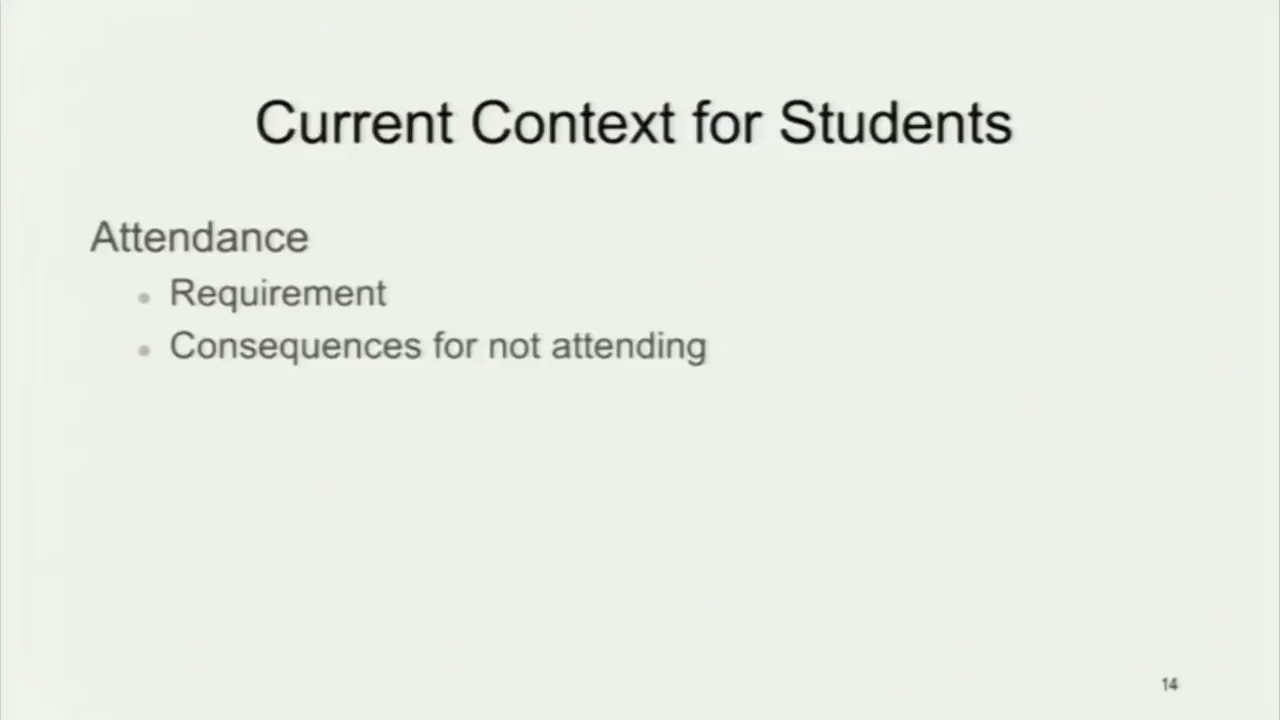 Current Context for Students
Attendance
Requirement
Consequences for not attending
14